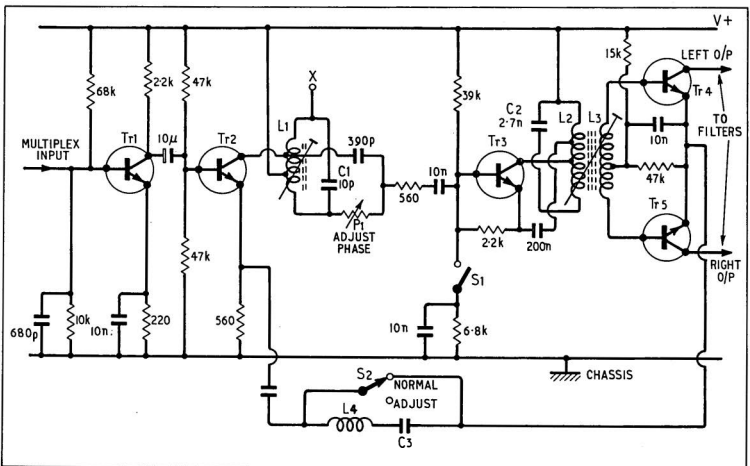 V+
68k
2·2k
47k
X
39k
15k
LEFT O/P
Tr4
MULTIPLEX
INPUT
Tr1
10μ
Tr2
L1
390p
C1
10p
C2
2·7n
L2
L3
Tr3
10n
TO
FILTERS
560
10n
P1
ADJUST
PHASE
47k
2·2k
200n
Tr5
RIGHT
O/P
47k
S1
680p
10k
10n
220
560
10n
6·8k
CHASSIS
S2
NORMAL
ADJUST
L4
C3